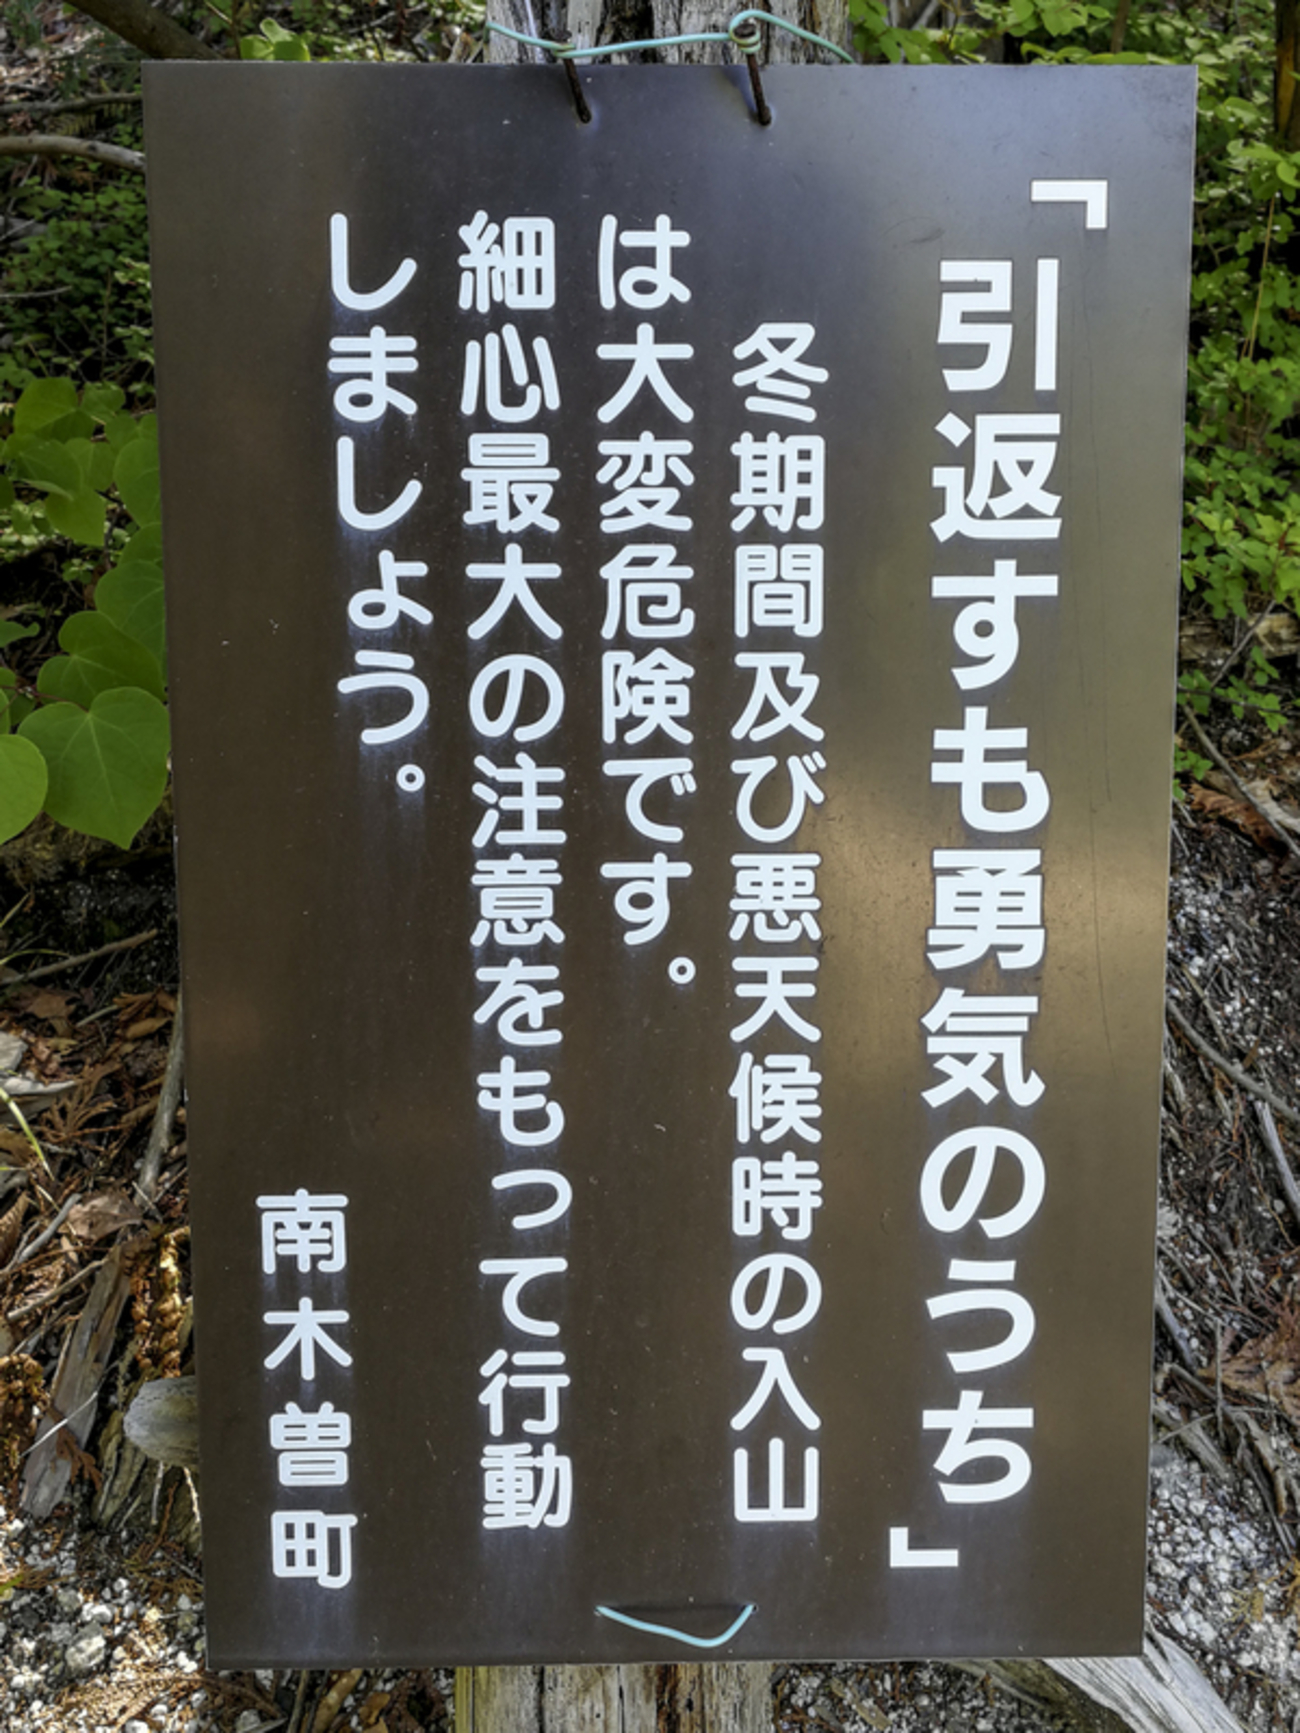 「引返すも勇気のうち」
冬期間及び悪天候時の入山
は大変危険です。
細心最大の注意をもって行動
しましょう。
南木曽町